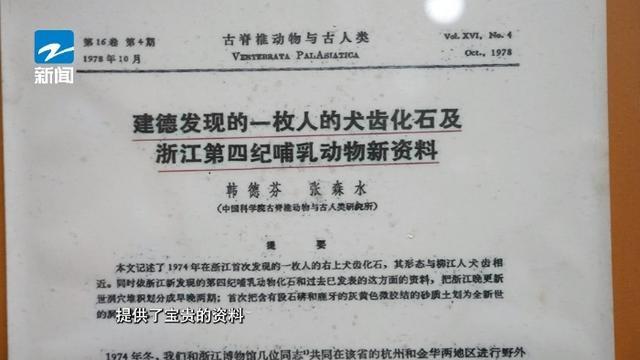 新闻
第 16 卷 第 4 期
古脊椎动物与古人类
Vol. XVI, No. 4
1978 年 10 月
VERTEBRATA PALASIATICA
Oct., 1978
建德发现的一枚人的犬齿化石及
浙江第四纪哺乳动物新资料
韩德芬 张森水
(中国科学院古脊椎动物与古人类研究所)
提 要
本文记述了1974年在浙江首次发现的一枚人的右上犬齿化石，其形态与柳江人犬齿相
近。同时依浙江新发现的第四纪哺乳动物化石和过去已发表的这方面的资料，把浙江晚更新
世洞穴堆积划分成早晚两期；首次把含有段石锛和鹿牙的灰黄色微胶结的砂质土划为全新世
的
提供了宝贵的资料
1974年冬，我们和浙江博物馆几位同志"共同在该省的杭州和金华两地区进行野外